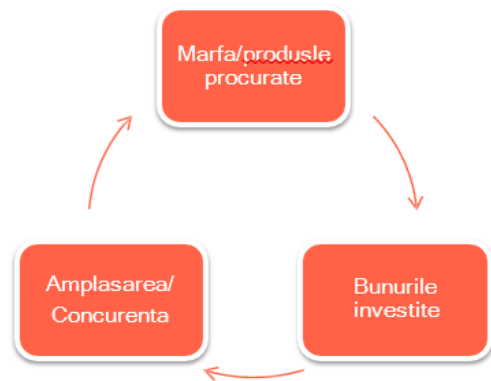 Marfa/produsle
procurate
Amplasarea/
Concurenta
Bunurile
investite